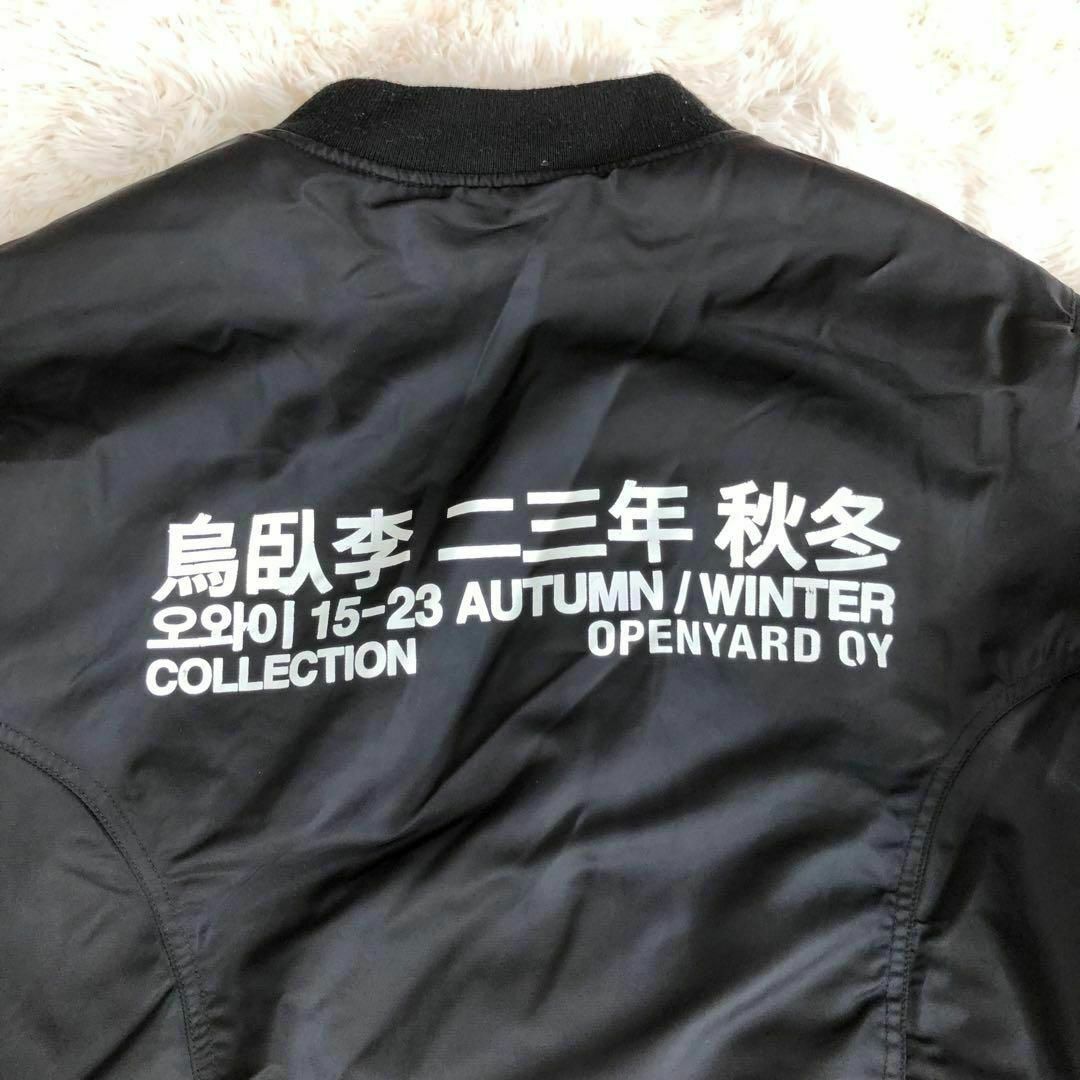 烏臥李 二三年 秋冬
오와이 15-23 AUTUMN / WINTER
COLLECTION OPENYARD OY